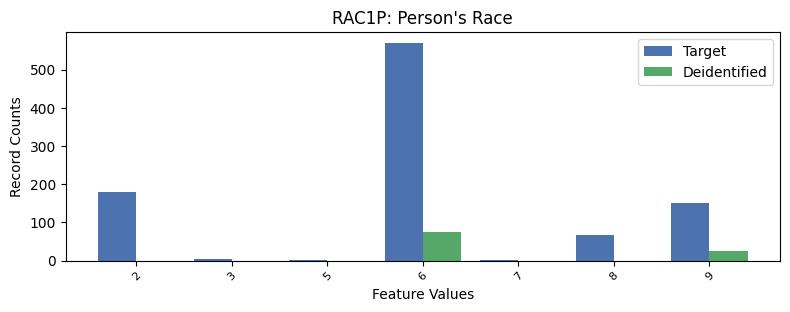 RAC1P: Person's Race
Target
Deidentified
Record Counts
500
400
300
200
100
0
2 3 5 6 7 8 9
Feature Values